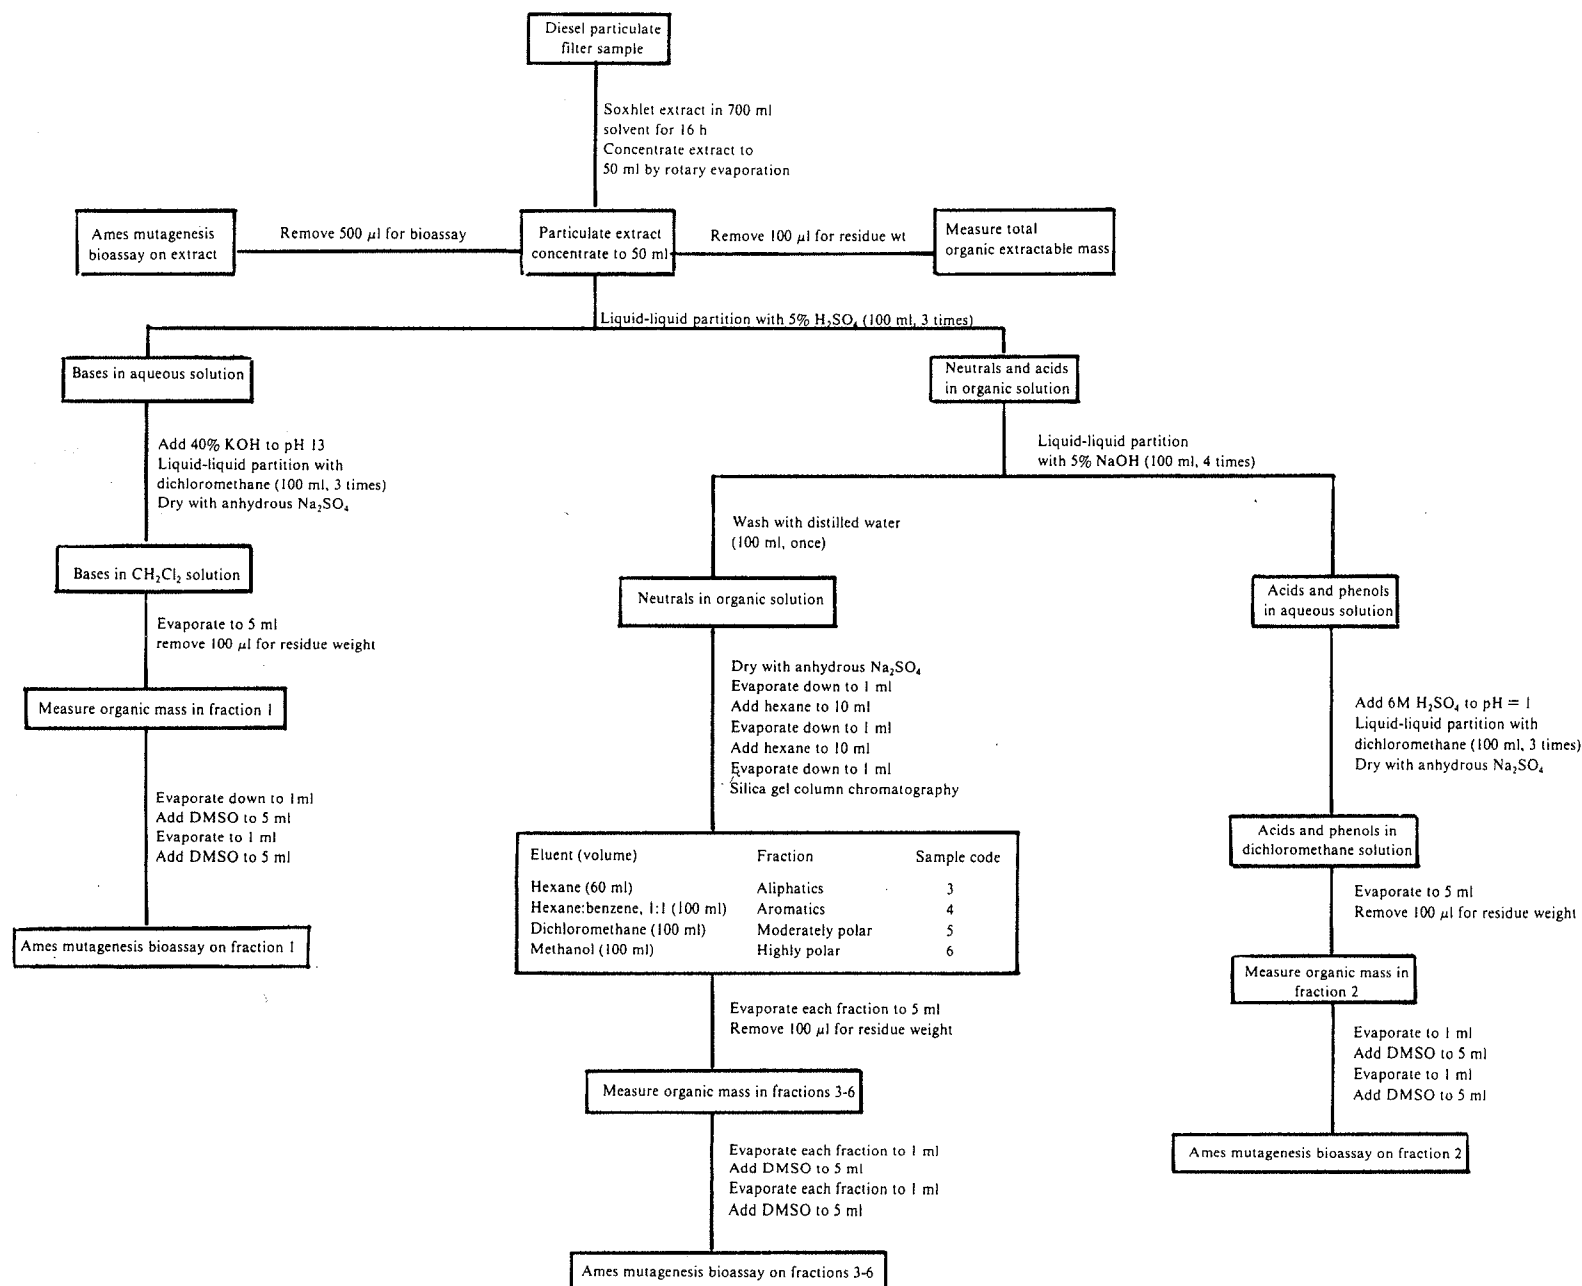 Diesel particulate
filter sample
Soxhlet extract in 700 ml
solvent for 16 h
Concentrate extract to
50 ml by rotary evaporation
Ames mutagenesis
bioassay on extract
Remove 500 μl for bioassay
Particulate extract
concentrate to 50 ml
Remove 100 μl for residue wt
Measure total
organic extractable mass
Liquid-liquid partition with 5% H₂SO₄ (100 ml, 3 times)
Bases in aqueous solution
Neutrals and acids
in organic solution
Add 40% KOH to pH 13
Liquid-liquid partition with
dichloromethane (100 ml, 3 times)
Dry with anhydrous Na₂SO₄
Liquid-liquid partition
with 5% NaOH (100 ml, 4 times)
Wash with distilled water
(100 ml, once)
Bases in CH₂Cl₂ solution
Neutrals in organic solution
Acids and phenols
in aqueous solution
Evaporate to 5 ml
remove 100 μl for residue weight
Measure organic mass in fraction 1
Dry with anhydrous Na₂SO₄
Evaporate down to 1 ml
Add hexane to 10 ml
Evaporate down to 1 ml
Add hexane to 10 ml
Evaporate down to 1 ml
Silica gel column chromatography
Add 6M H₂SO₄ to pH = 1
Liquid-liquid partition with
dichloromethane (100 ml, 3 times)
Dry with anhydrous Na₂SO₄
Evaporate down to 1ml
Add DMSO to 5 ml
Evaporate to 1 ml
Add DMSO to 5 ml
Ames mutagenesis bioassay on fraction 1
Eluent (volume) Fraction Sample code
Hexane (60 ml) Aliphatics 3
Hexane:benzene, 1:1 (100 ml) Aromatics 4
Dichloromethane (100 ml) Moderately polar 5
Methanol (100 ml) Highly polar 6
Acids and phenols in
dichloromethane solution
Evaporate to 5 ml
Remove 100 μl for residue weight
Measure organic mass in
fraction 2
Evaporate each fraction to 5 ml
Remove 100 μl for residue weight
Measure organic mass in fractions 3-6
Evaporate to 1 ml
Add DMSO to 5 ml
Evaporate to 1 ml
Add DMSO to 5 ml
Ames mutagenesis bioassay on fraction 2
Evaporate each fraction to 1 ml
Add DMSO to 5 ml
Evaporate each fraction to 1 ml
Add DMSO to 5 ml
Ames mutagenesis bioassay on fractions 3-6